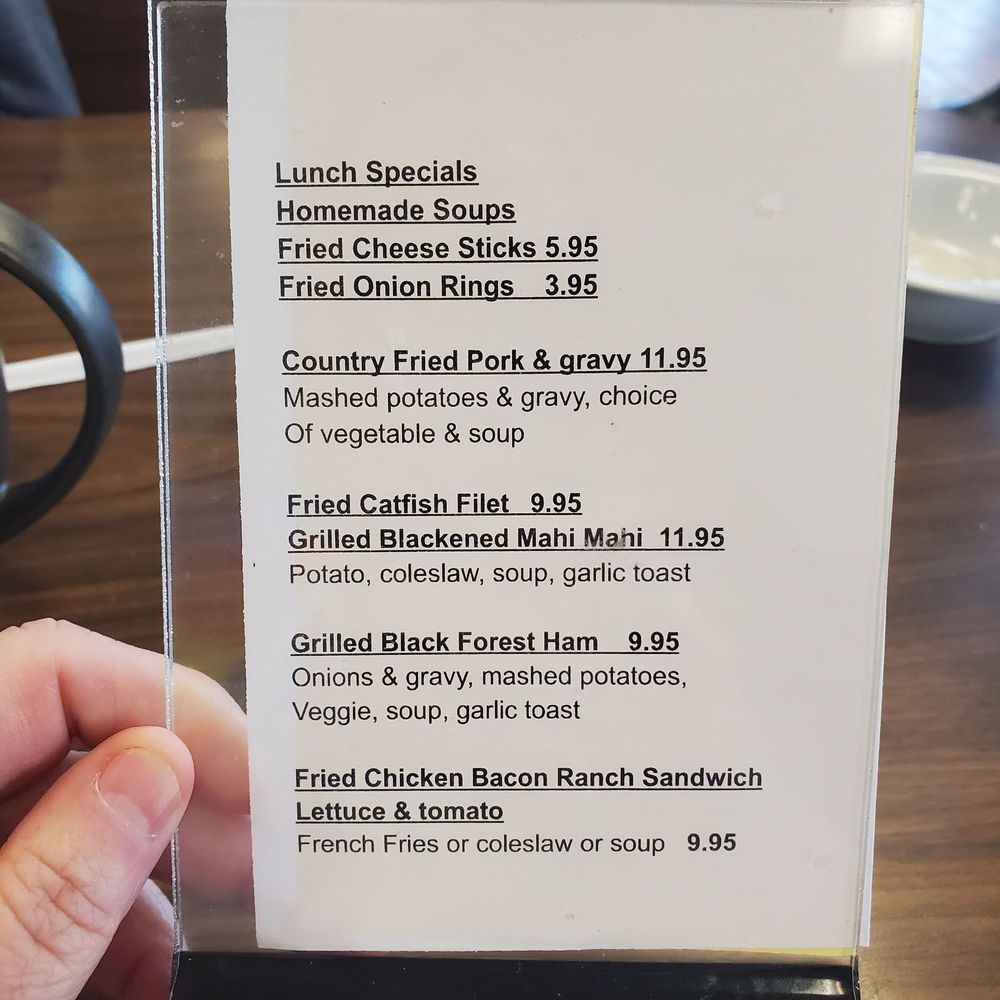 Lunch Specials
Homemade Soups
Fried Cheese Sticks 5.95
Fried Onion Rings 3.95
Country Fried Pork & gravy 11.95
Mashed potatoes & gravy, choice
Of vegetable & soup
Fried Catfish Filet 9.95
Grilled Blackened Mahi Mahi 11.95
Potato, coleslaw, soup, garlic toast
Grilled Black Forest Ham 9.95
Onions & gravy, mashed potatoes,
Veggie, soup, garlic toast
Fried Chicken Bacon Ranch Sandwich
Lettuce & tomato
French Fries or coleslaw or soup 9.95